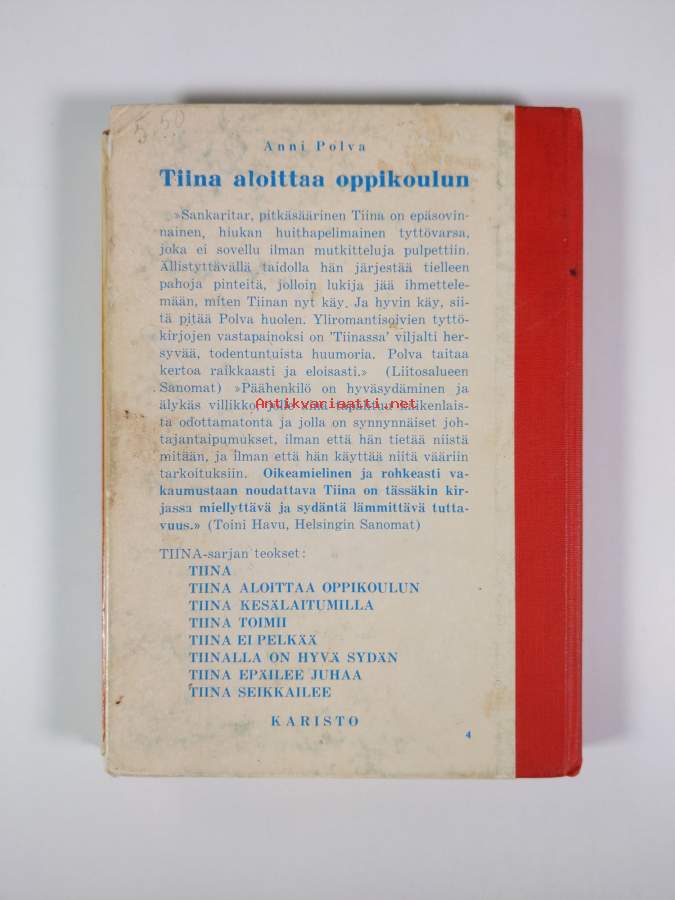 5.50
Anni Polva
Tiina aloittaa oppikoulun
»Sankaritar, pitkäsäärinen Tiina on epäsovin-
nainen, hiukan huithapelimainen tyttövarsa,
joka ei sovellu ilman mutkitteluja pulpettiin.
Ällistyttävällä taidolla hän järjestää tielleen
pahoja pinteitä, jolloin lukija jää ihmettele-
mään, miten Tiinan nyt käy. Ja hyvin käy, sii-
tä pitää Polva huolen. Yliromantisoivien tyttö-
kirjojen vastapainoksi on 'Tiinassa' viljalti her-
syvää, todentuntuista huumoria. Polva taitaa
kertoa raikkaasti ja eloisasti.» (Liitosalueen
Sanomat) »Päähenkilö on hyväsydäminen ja
Antikvariaatti.net
älykäs villikko, jolle aina tapahtuu kaikenlais-
ta odottamatonta ja jolla on synnynnäiset joh-
tajantaipumukset, ilman että hän tietää niistä
mitään, ja ilman että hän käyttää niitä vääriin
tarkoituksiin. Oikeamielinen ja rohkeasti va-
kaumustaan noudattava Tiina on tässäkin kir-
jassa miellyttävä ja sydäntä lämmittävä tutta-
vuus.» (Toini Havu, Helsingin Sanomat)
TIINA-sarjan teokset:
TIINA
TIINA ALOITTAA OPPIKOULUN
TIINA KESÄLAITUMILLA
TIINA TOIMII
TIINA EI PELKÄÄ
TIINALLA ON HYVÄ SYDÄN
TIINA EPÄILEE JUHAA
TIINA SEIKKAILEE
KARISTO
4